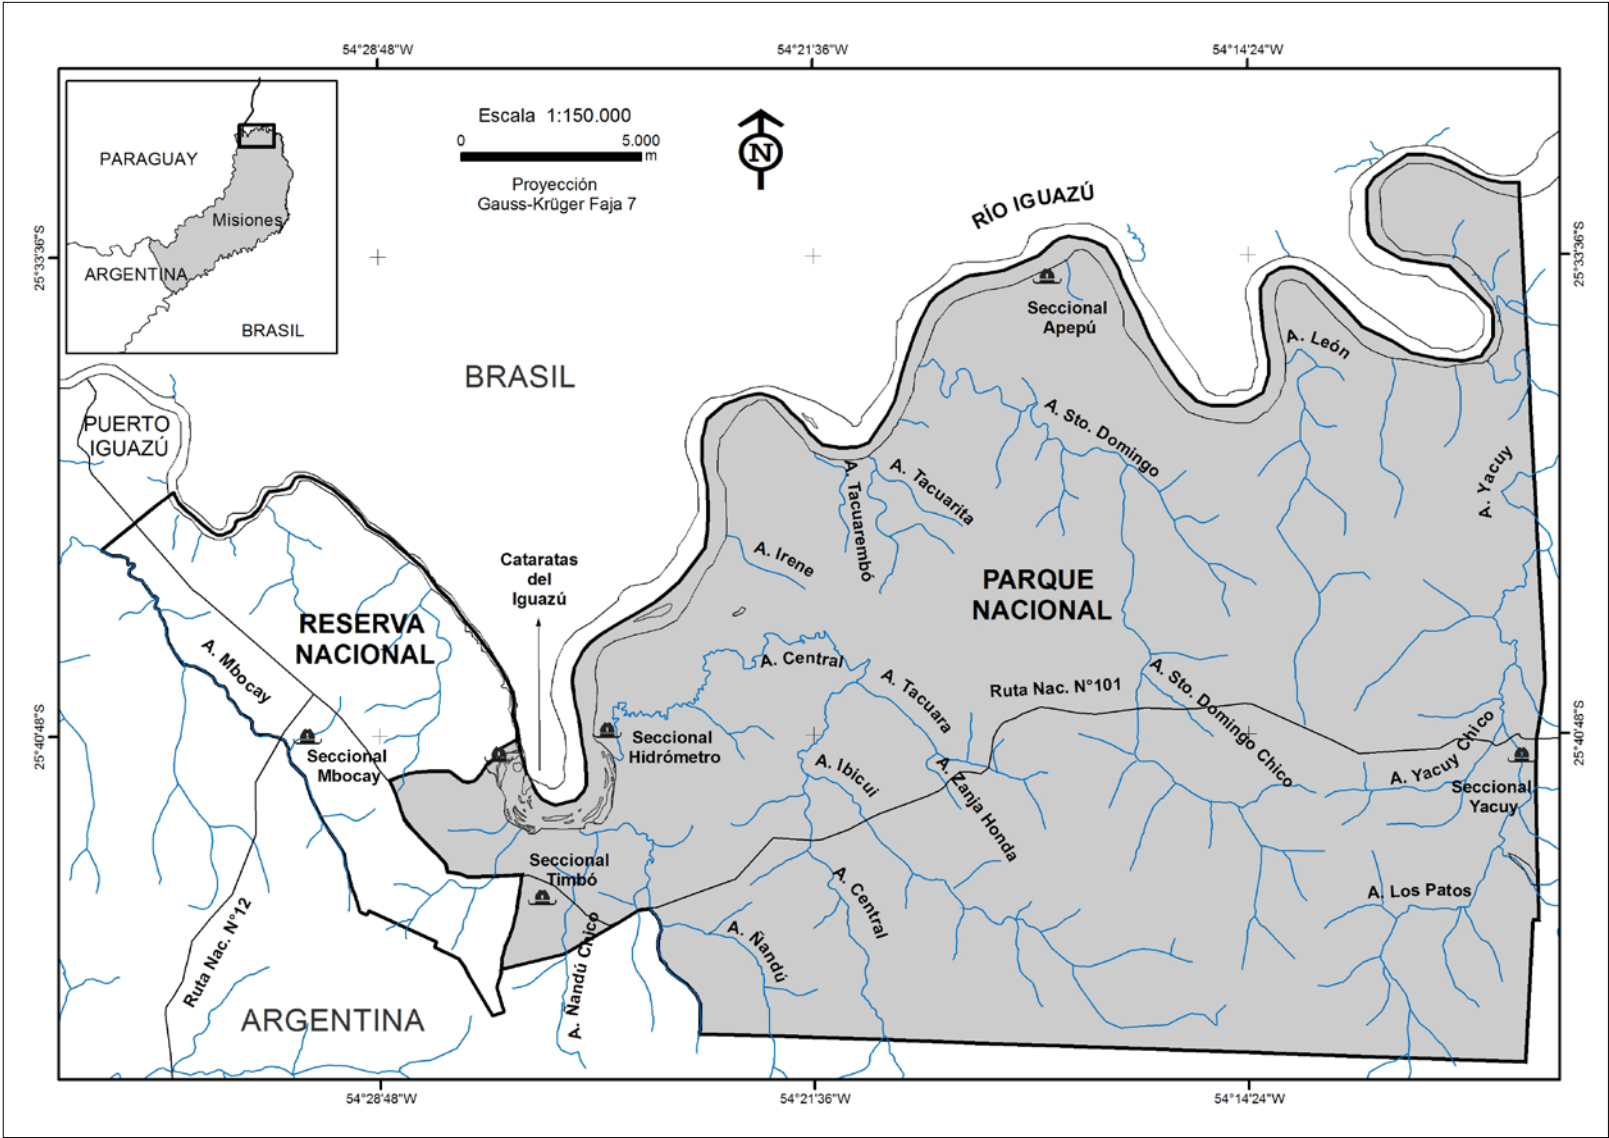 54°28'48"W
54°21'36"W
54°14'24"W
PARAGUAY
Misiones
ARGENTINA
BRASIL
Escala 1:150.000
0 5.000
m
Proyección
Gauss-Krüger Faja 7
N
RÍO IGUAZÚ
25°33'36"S
25°33'36"S
Seccional
Apepú
A. León
BRASIL
PUERTO
IGUAZÚ
A. Sto. Domingo
A. Tacuarembó
A. Tacuarita
A. Yacuy
A. Irene
Cataratas
del
Iguazú
PARQUE
NACIONAL
RESERVA
NACIONAL
A. Mbocay
A. Central
A. Tacuara
Ruta Nac. N°101
A. Sto. Domingo Chico
25°40'48"S
25°40'48"S
Seccional
Hidrómetro
Seccional
Mbocay
A. Ibicuí
A. Zanja Honda
A. Yacuy Chico
Seccional
Yacuy
Seccional
Timbó
A. Central
A. Los Patos
Ruta Nac. N°12
A. Ñandú
A. Ñandú Chico
ARGENTINA
54°28'48"W
54°21'36"W
54°14'24"W